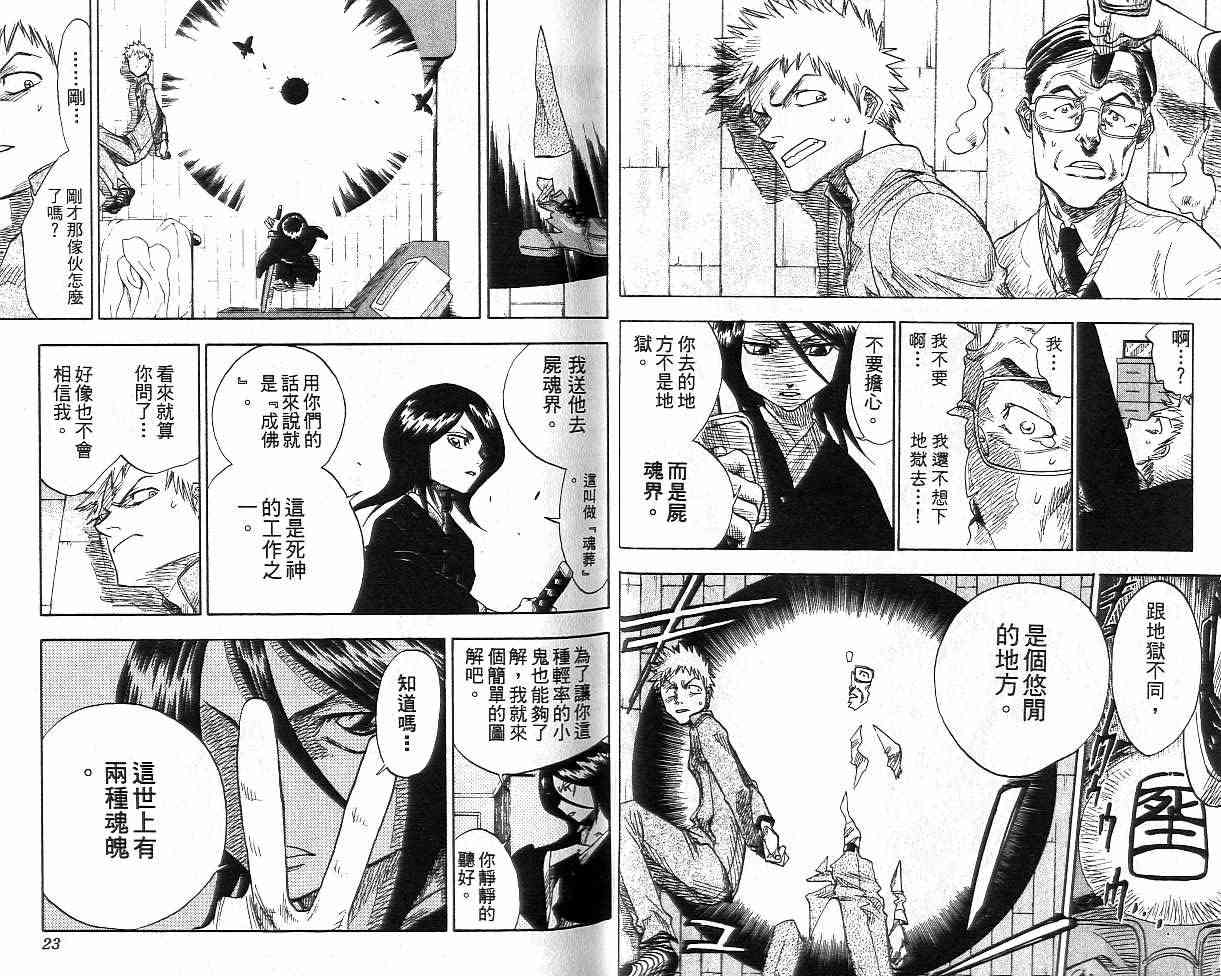 啊…？
我…
我不要
啊…
我還不想下
地獄去…！
不要擔心。
你去的地
方不是地
獄。
而是屍
魂界。
跟地獄不同，
是個悠閒
的地方。
……剛…
剛才那傢伙怎麼
了嗎？
我送他去
屍魂界。
這叫做『魂葬』
。
用你們的
話來說就
是『成佛
』。
這是死神
的工作之
一。
看來就算
你問了…
好像也不會
相信我。
為了讓你這
種輕率的小
鬼也能夠了
解，我就來
個簡單的圖
解吧。
你靜靜的
聽好。
知道嗎…
這世上有
兩種魂魄
。
23